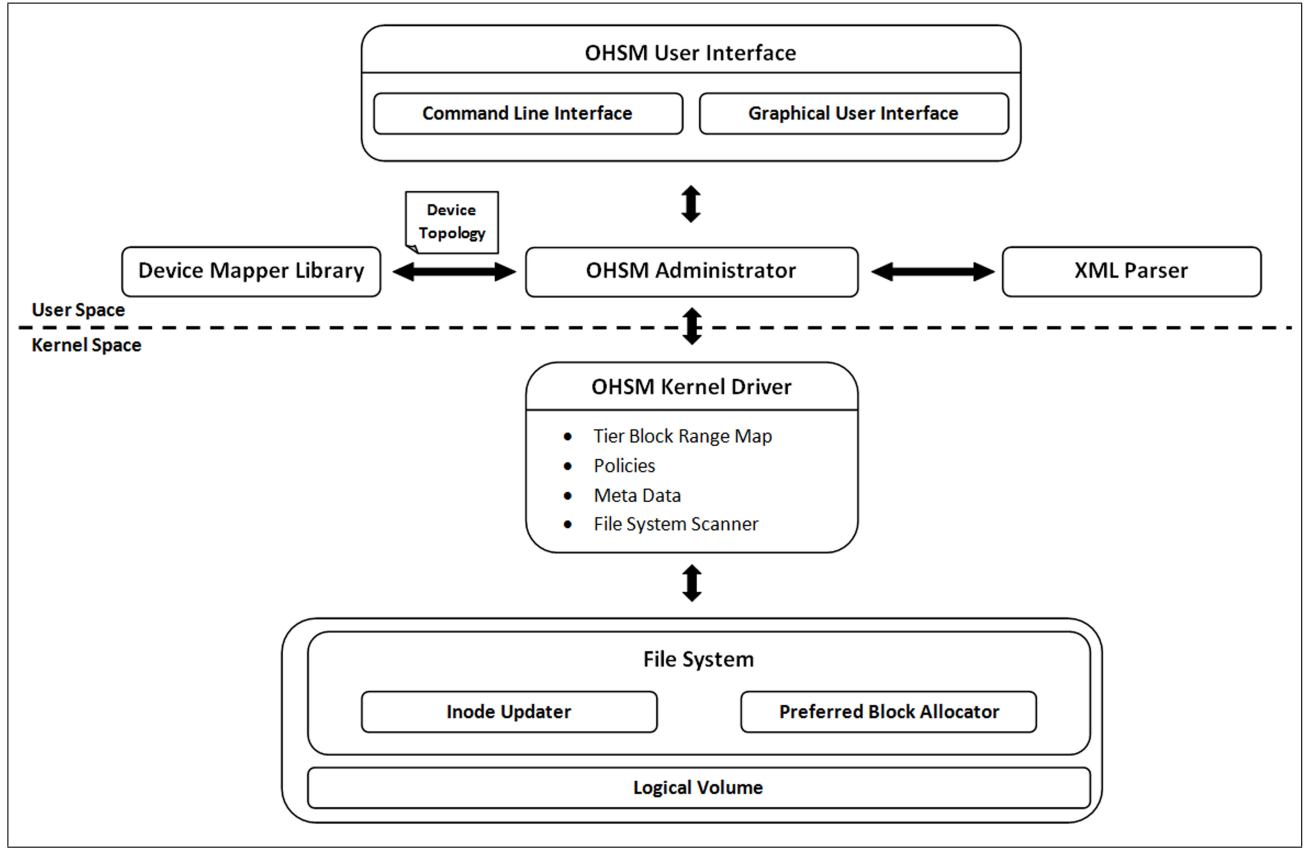 OHSM User Interface
Command Line Interface
Graphical User Interface
Device
Topology
Device Mapper Library
OHSM Administrator
XML Parser
User Space
Kernel Space
OHSM Kernel Driver
• Tier Block Range Map
• Policies
• Meta Data
• File System Scanner
File System
Inode Updater
Preferred Block Allocator
Logical Volume